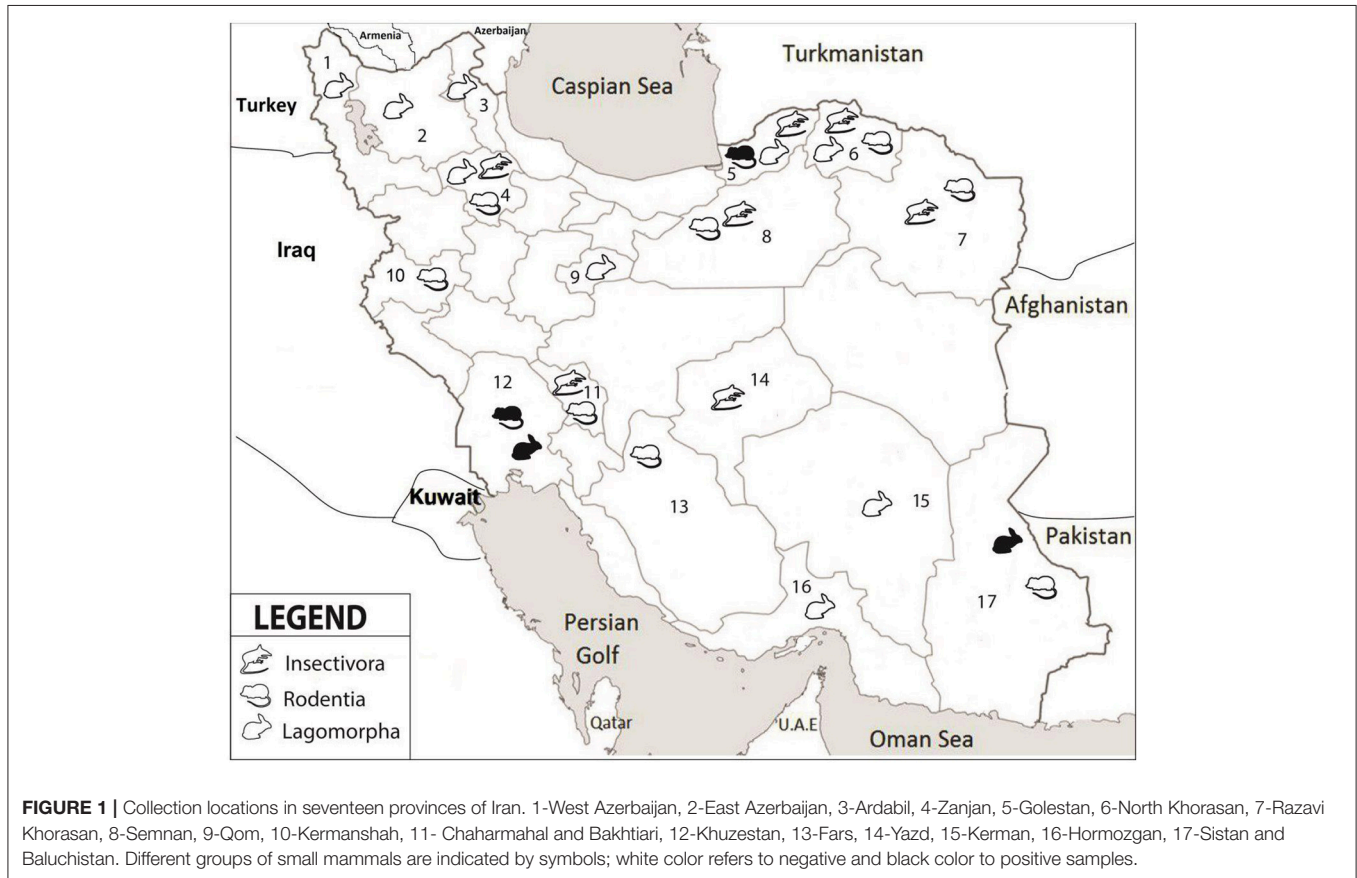 Armenia
Azerbaijan
Turkmanistan
Caspian Sea
Turkey
1
2
3
4
5
6
7
8
9
10
Iraq
Afghanistan
11
12
13
14
15
16
17
Kuwait
Pakistan
Persian
Golf
Qatar
U.A.E
Oman Sea
LEGEND
Insectivora
Rodentia
Lagomorpha
FIGURE 1 | Collection locations in seventeen provinces of Iran. 1-West Azerbaijan, 2-East Azerbaijan, 3-Ardabil, 4-Zanjan, 5-Golestan, 6-North Khorasan, 7-Razavi
Khorasan, 8-Semnan, 9-Qom, 10-Kermanshah, 11- Chaharmahal and Bakhtiari, 12-Khuzestan, 13-Fars, 14-Yazd, 15-Kerman, 16-Hormozgan, 17-Sistan and
Baluchistan. Different groups of small mammals are indicated by symbols; white color refers to negative and black color to positive samples.